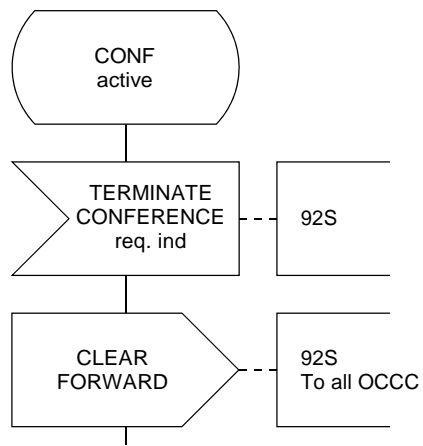 CONF
active
TERMINATE
CONFERENCE
req. ind
92S
CLEAR
FORWARD
92S
To all OCCC